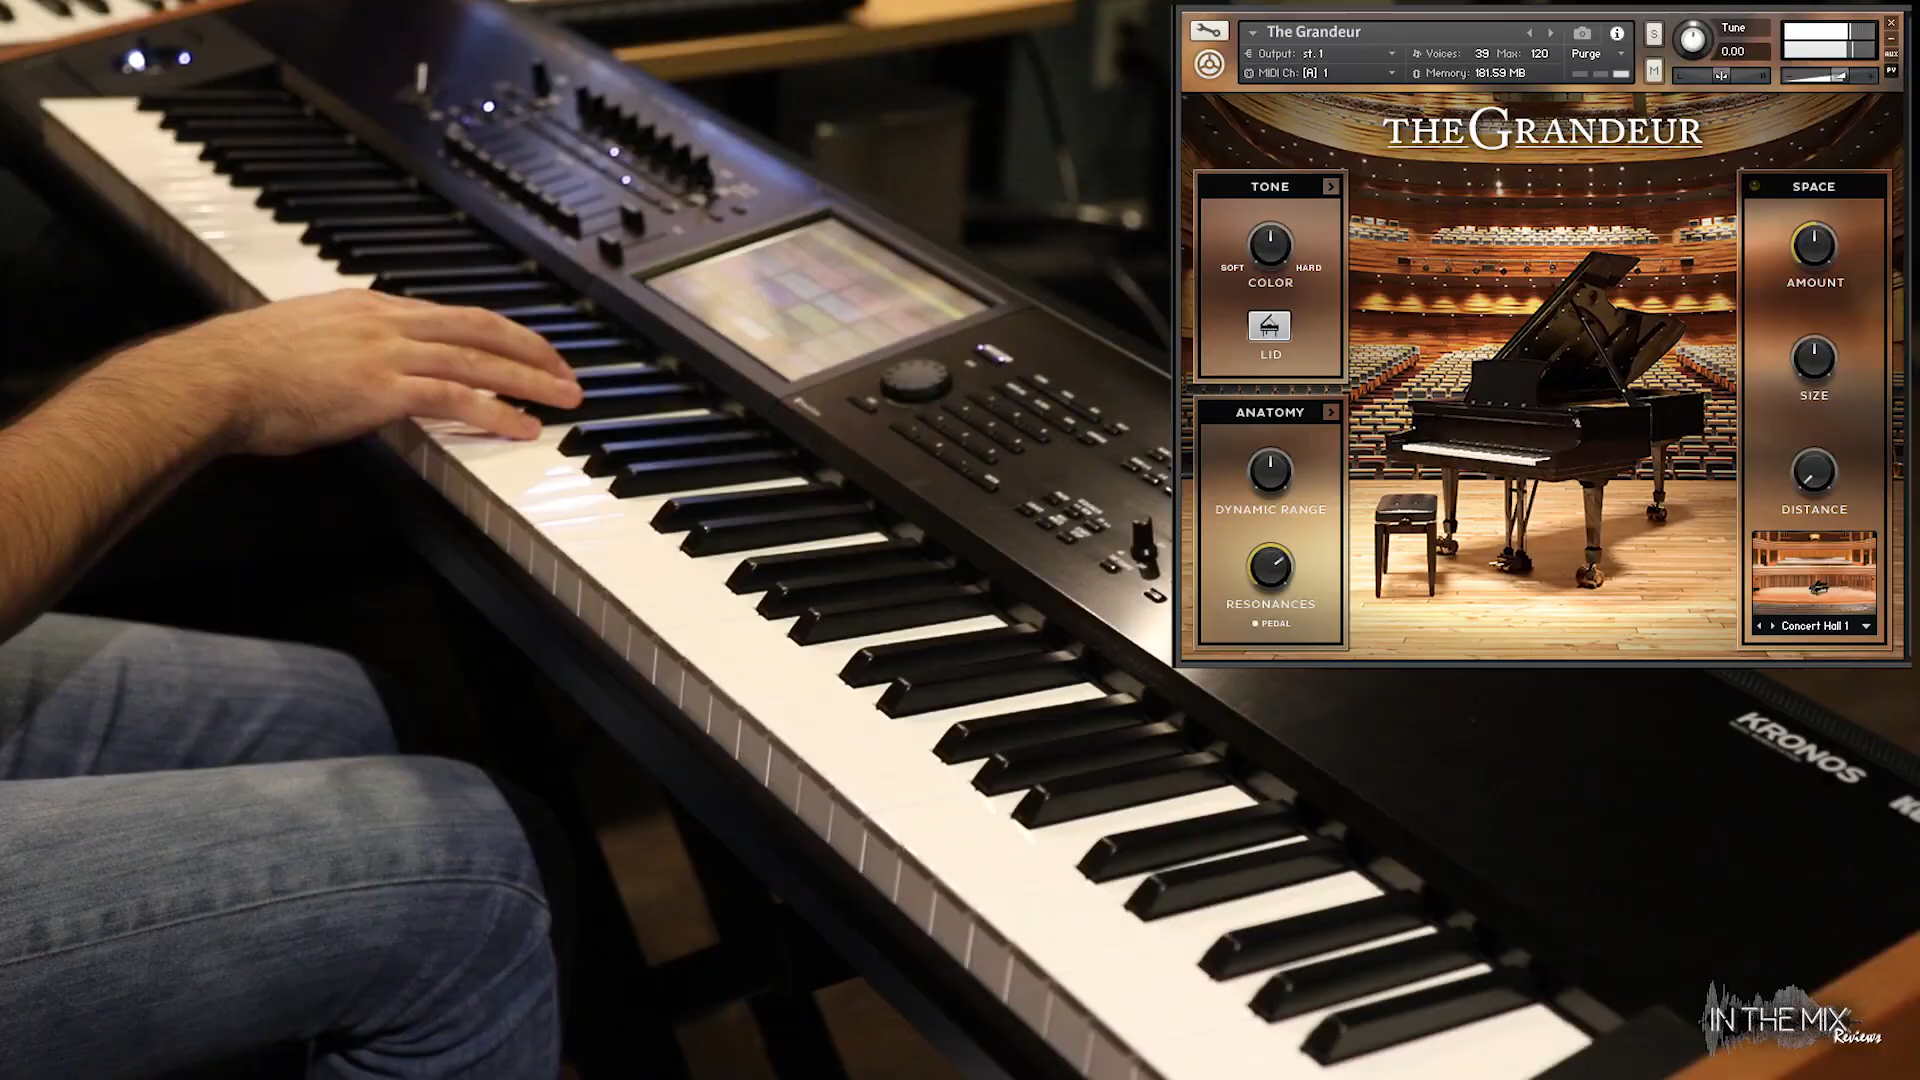 The Grandeur
Output: st. 1
Voices: 39 Max: 120
Purge
MIDI Ch: [A] 1
Memory: 181.59 MB
S
M
Tune
0.00
L
R
AUX
PV
THE GRANDEUR
TONE
SOFT
HARD
COLOR
LID
ANATOMY
DYNAMIC RANGE
RESONANCES
PEDAL
SPACE
AMOUNT
SIZE
DISTANCE
Concert Hall 1
KRONOS
IN THE MIX
Reviews